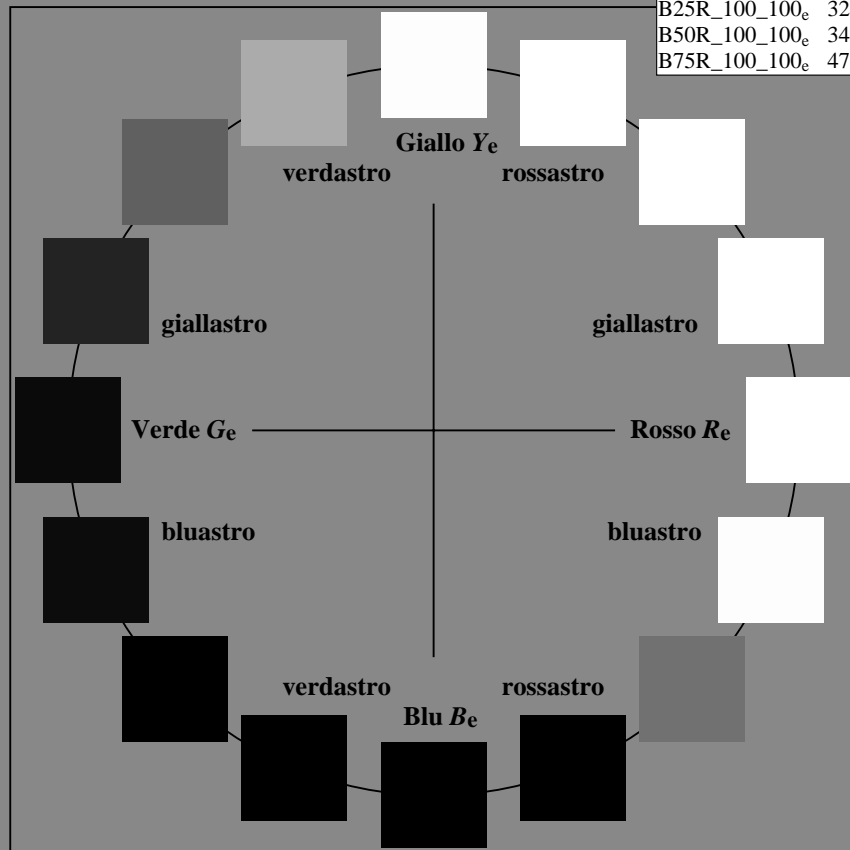 B25R_100_100e 32
B50R_100_100e 34
B75R_100_100e 47
Giallo Ye
verdastro rossastro
giallastro giallastro
Verde Ge Rosso Re
bluastro bluastro
verdastro rossastro
Blu Be